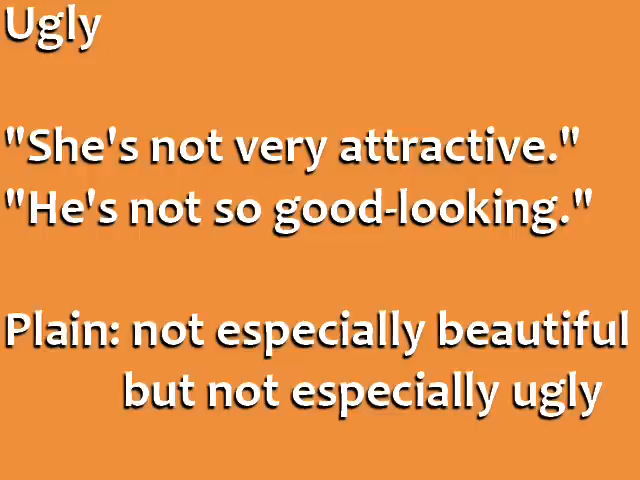 Ugly
"She's not very attractive."
"He's not so good-looking."
Plain: not especially beautiful
but not especially ugly